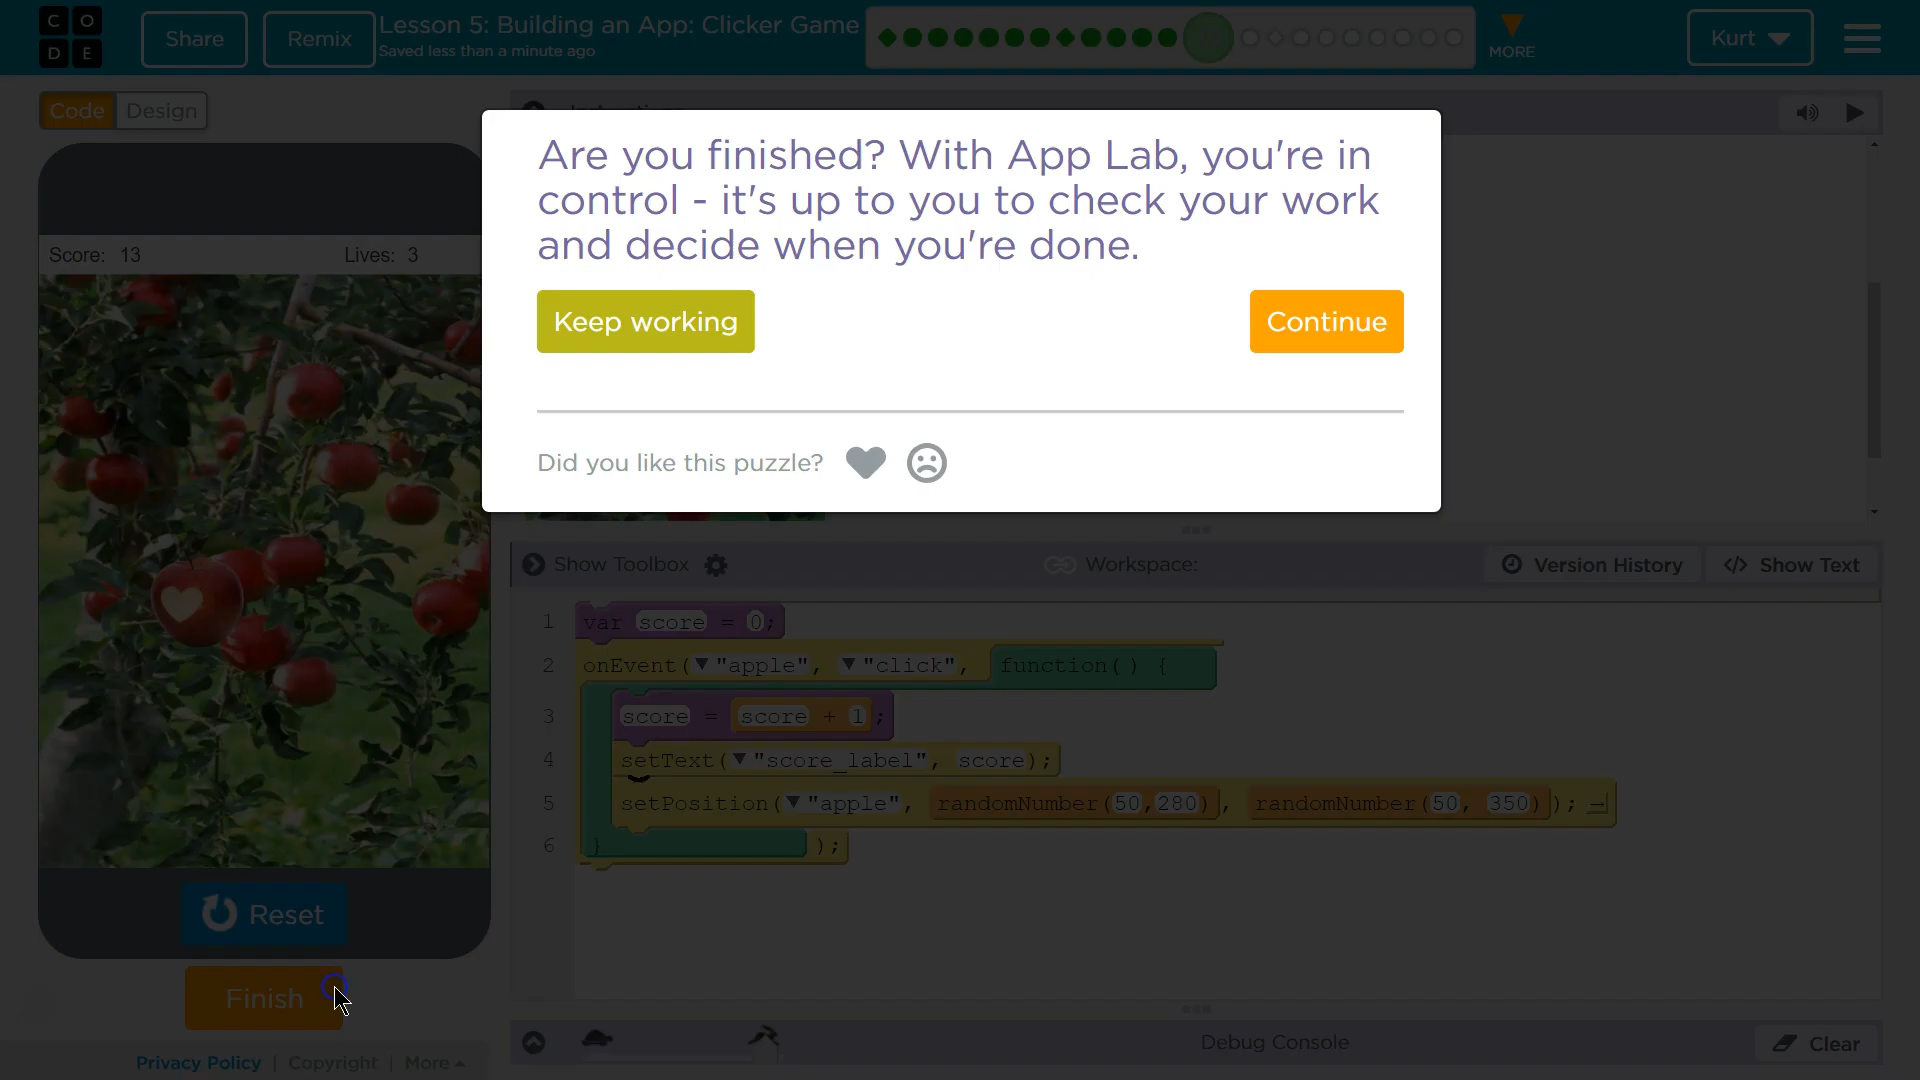 C O
D E
Share
Remix
Lesson 5: Building an App: Clicker Game
Saved less than a minute ago
MORE
Kurt
Code
Design
Score: 13
Lives: 3
Are you finished? With App Lab, you're in
control - it's up to you to check your work
and decide when you're done.
Keep working
Continue
Did you like this puzzle?
Show Toolbox
Workspace:
Version History
</> Show Text
1 var score = 0;
2 onEvent(▼"apple", ▼"click", function() {
3 score = score + 1;
4 setText(▼"score_label", score);
5 setPosition(▼"apple", randomNumber(50,280), randomNumber(50, 350)); →
6 } );
Reset
Finish
Privacy Policy | Copyright | More
Debug Console
Clear